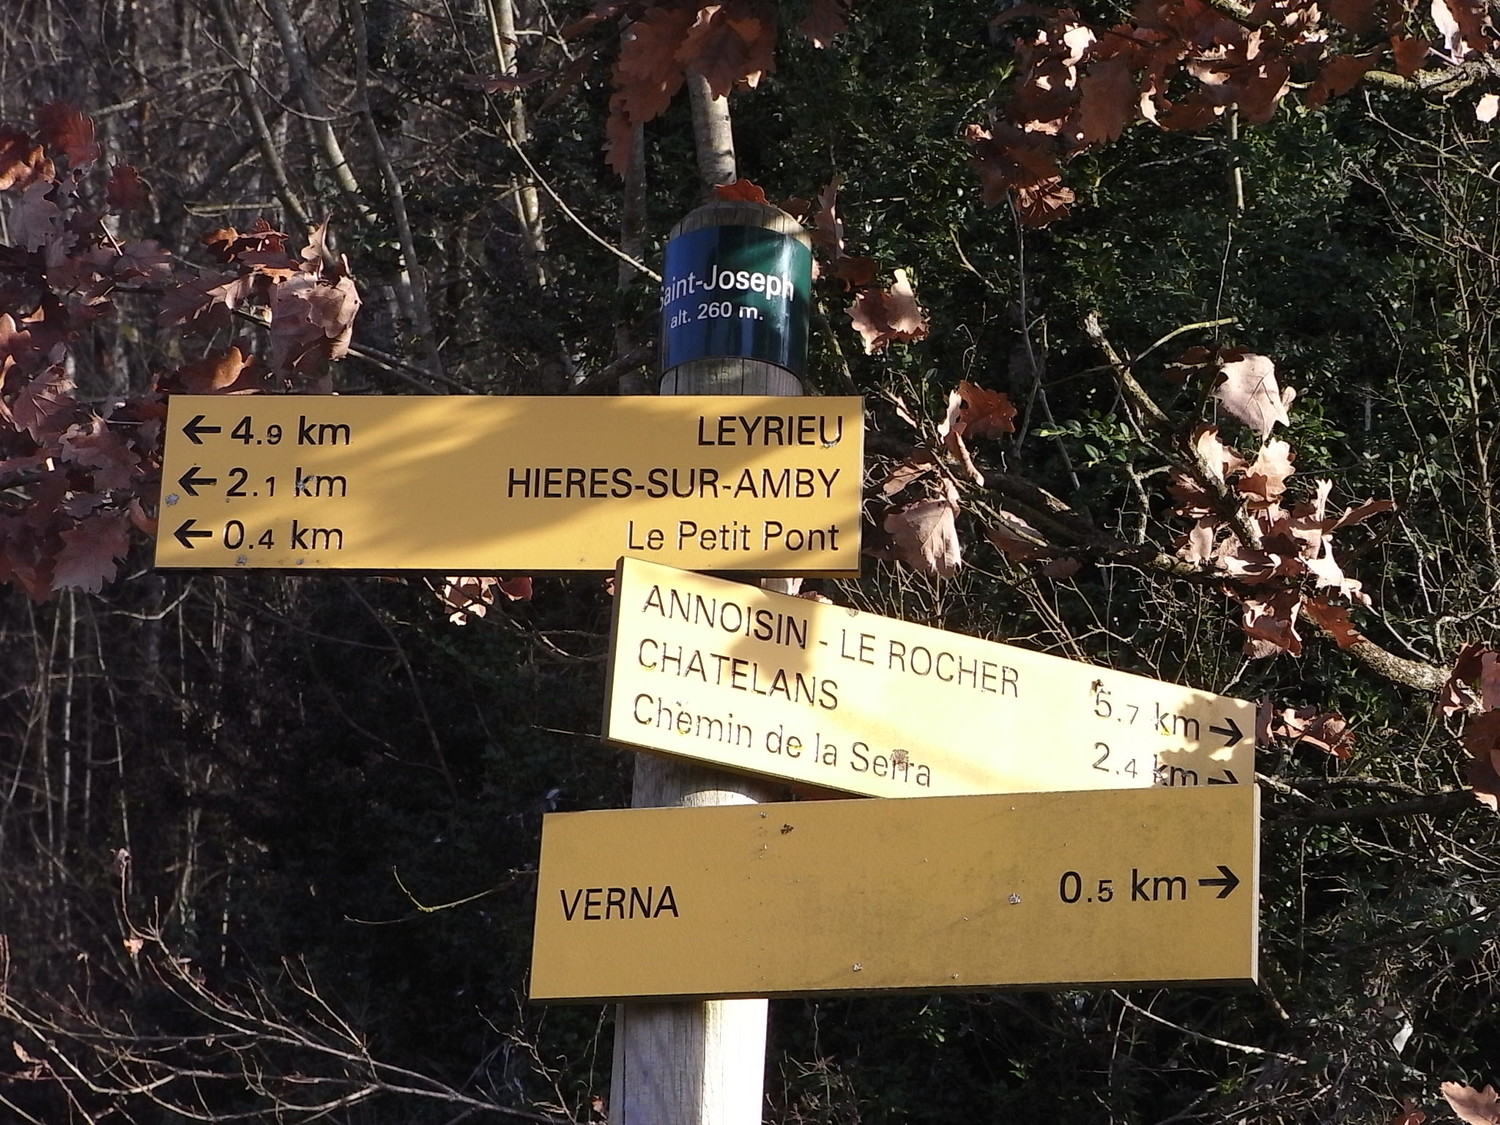 Saint-Joseph
alt. 260 m.
← 4.9 km LEYRIEU
← 2.1 km HIERES-SUR-AMBY
← 0.4 km Le Petit Pont
ANNOISIN - LE ROCHER 5.7 km →
CHATELANS 2.4 km →
Chemin de la Serra
VERNA 0.5 km →